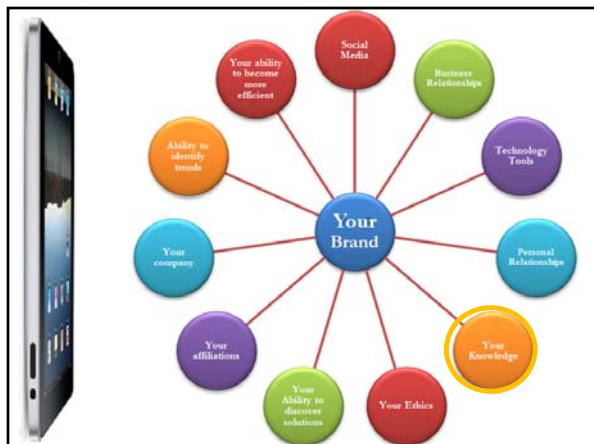 Social
Media
Business
Relationships
Technology
Tools
Personal
Relationships
Your
Knowledge
Your Ethics
Your
Ability to
discover
solutions
Your
affiliations
Your
company
Ability to
identify
trends
Your ability
to become
more
efficient
Your
Brand